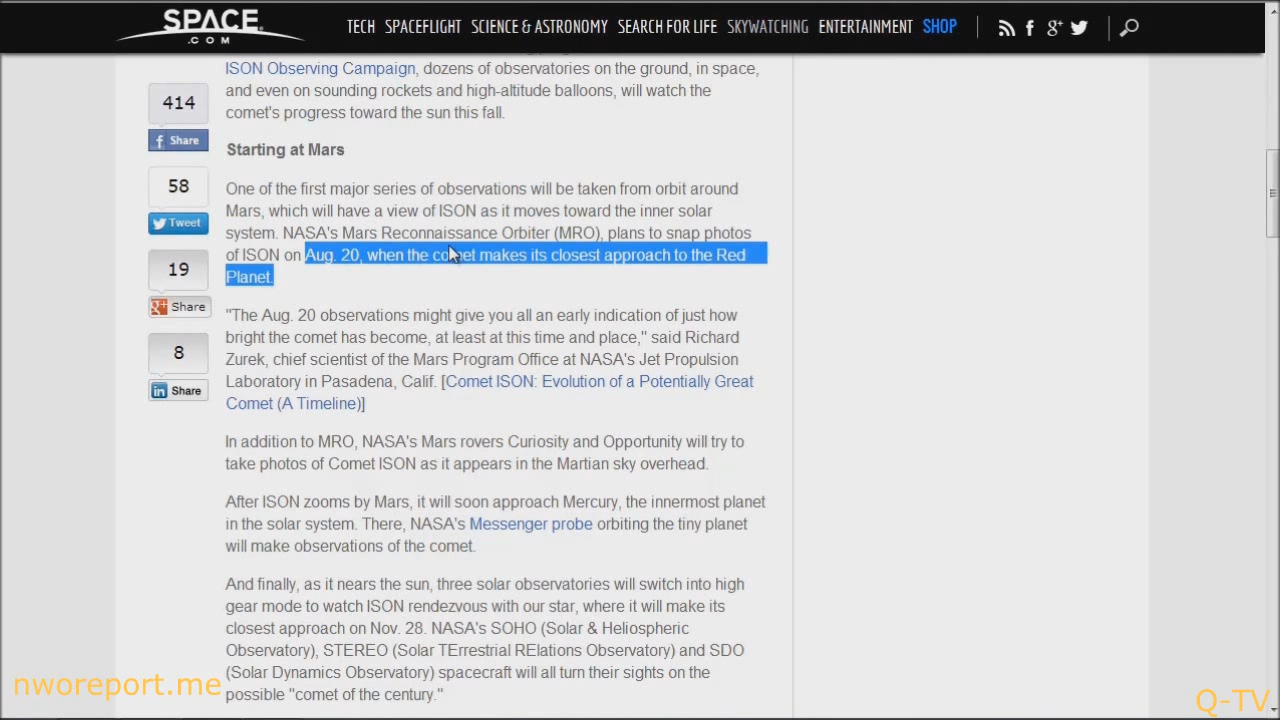 SPACE
.COM
TECH SPACEFLIGHT SCIENCE & ASTRONOMY SEARCH FOR LIFE SKYWATCHING ENTERTAINMENT SHOP
ISON Observing Campaign, dozens of observatories on the ground, in space,
and even on sounding rockets and high-altitude balloons, will watch the
comet's progress toward the sun this fall.
414
Share
58
Tweet
19
Share
8
Share
Starting at Mars
One of the first major series of observations will be taken from orbit around
Mars, which will have a view of ISON as it moves toward the inner solar
system. NASA's Mars Reconnaissance Orbiter (MRO), plans to snap photos
of ISON on Aug. 20, when the comet makes its closest approach to the Red
Planet.
"The Aug. 20 observations might give you all an early indication of just how
bright the comet has become, at least at this time and place," said Richard
Zurek, chief scientist of the Mars Program Office at NASA's Jet Propulsion
Laboratory in Pasadena, Calif. [Comet ISON: Evolution of a Potentially Great
Comet (A Timeline)]
In addition to MRO, NASA's Mars rovers Curiosity and Opportunity will try to
take photos of Comet ISON as it appears in the Martian sky overhead.
After ISON zooms by Mars, it will soon approach Mercury, the innermost planet
in the solar system. There, NASA's Messenger probe orbiting the tiny planet
will make observations of the comet.
And finally, as it nears the sun, three solar observatories will switch into high
gear mode to watch ISON rendezvous with our star, where it will make its
closest approach on Nov. 28. NASA's SOHO (Solar & Heliospheric
Observatory), STEREO (Solar TErrestrial RElations Observatory) and SDO
(Solar Dynamics Observatory) spacecraft will all turn their sights on the
possible "comet of the century."
nworeport.me
Q-TV